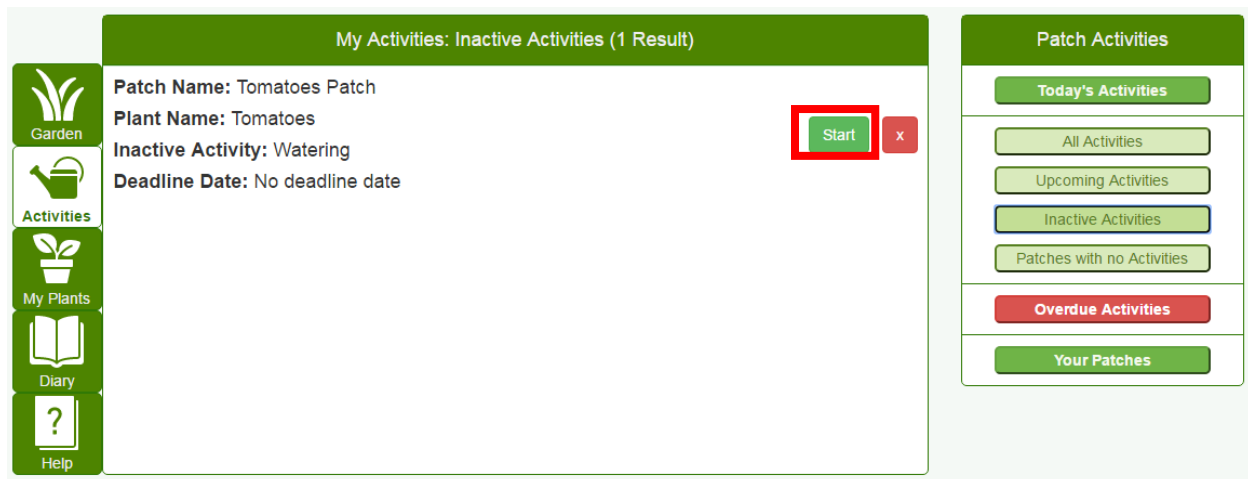 My Activities: Inactive Activities (1 Result)
Garden
Activities
My Plants
Diary
?
Help
Patch Name: Tomatoes Patch
Plant Name: Tomatoes
Inactive Activity: Watering
Deadline Date: No deadline date
Start
x
Patch Activities
Today's Activities
All Activities
Upcoming Activities
Inactive Activities
Patches with no Activities
Overdue Activities
Your Patches